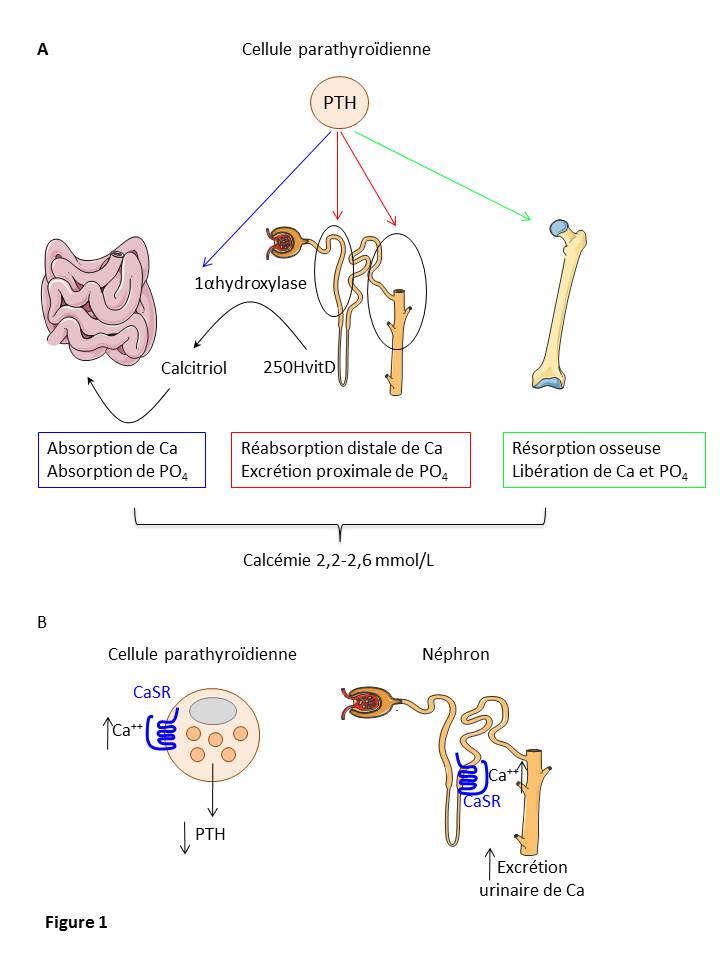 A
Cellule parathyroïdienne
PTH
1αhydroxylase
Calcitriol
250HvitD
Absorption de Ca
Absorption de PO4
Réabsorption distale de Ca
Excrétion proximale de PO4
Résorption osseuse
Libération de Ca et PO4
Calcémie 2,2-2,6 mmol/L
B
Cellule parathyroïdienne
Néphron
CaSR
Ca++
PTH
Ca++
CaSR
Excrétion
urinaire de Ca
Figure 1